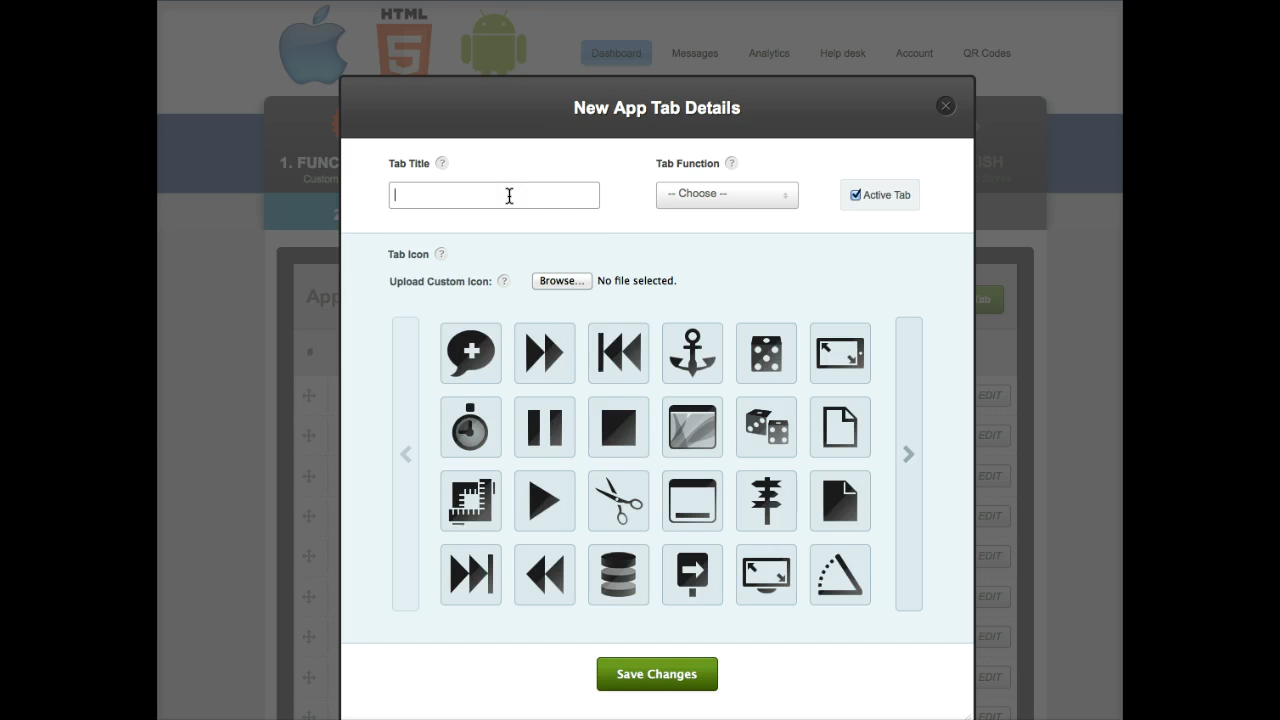 HTML
5
Dashboard Messages Analytics Help desk Account QR Codes
New App Tab Details
1. FUNC
Custom
Tab Title ? Tab Function ?
-- Choose -- Active Tab
Tab Icon ?
Upload Custom Icon: ? Browse... No file selected.
App
#
EDIT
EDIT
EDIT
EDIT
EDIT
EDIT
EDIT
EDIT
Save Changes